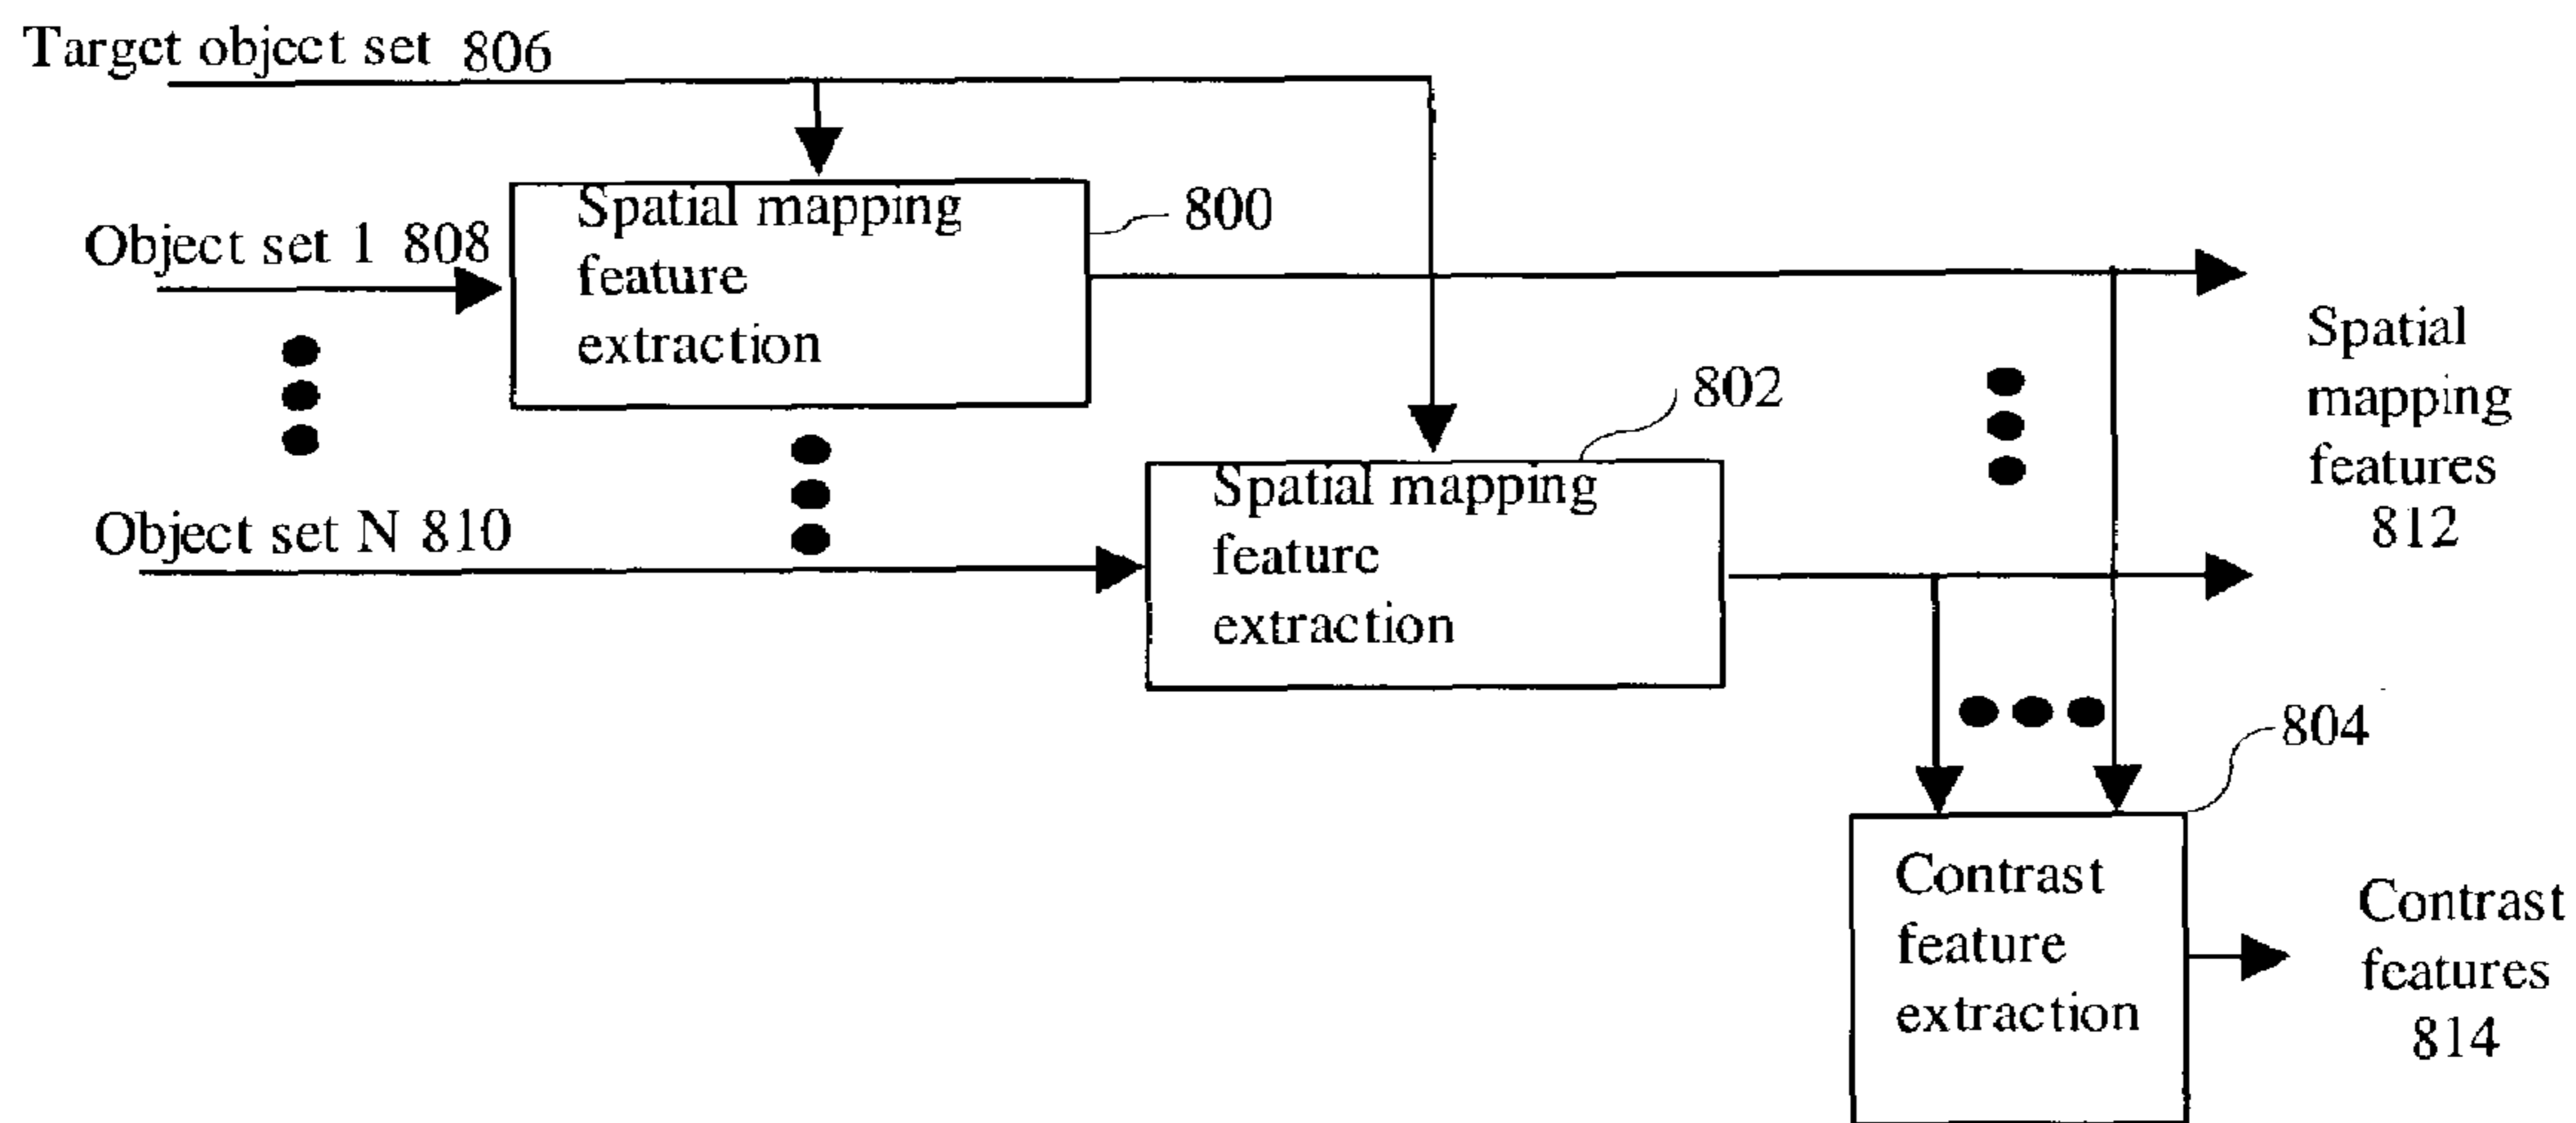 Target object set 806
Spatial mapping
feature
extraction
800
Object set 1 808
Spatial
mapping
features
812
802
Spatial mapping
feature
extraction
Object set N 810
804
Contrast
feature
extraction
Contrast
features
814